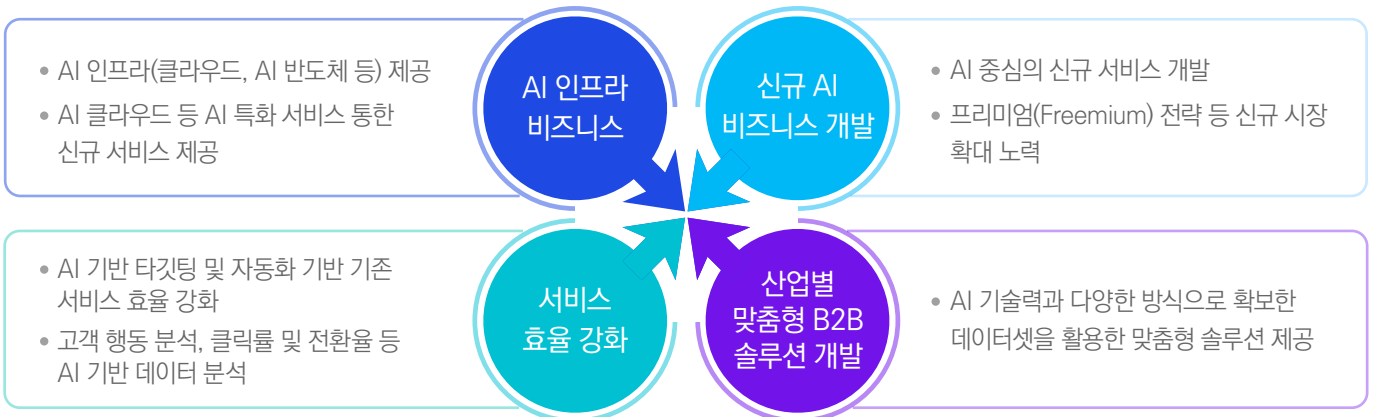 • AI 인프라(클라우드, AI 반도체 등) 제공
• AI 클라우드 등 AI 특화 서비스 통한
신규 서비스 제공
AI 인프라
비즈니스
신규 AI
비즈니스 개발
• AI 중심의 신규 서비스 개발
• 프리미엄(Freemium) 전략 등 신규 시장
확대 노력
• AI 기반 타깃팅 및 자동화 기반 기존
서비스 효율 강화
• 고객 행동 분석, 클릭률 및 전환율 등
AI 기반 데이터 분석
서비스
효율 강화
산업별
맞춤형 B2B
솔루션 개발
• AI 기술력과 다양한 방식으로 확보한
데이터셋을 활용한 맞춤형 솔루션 제공